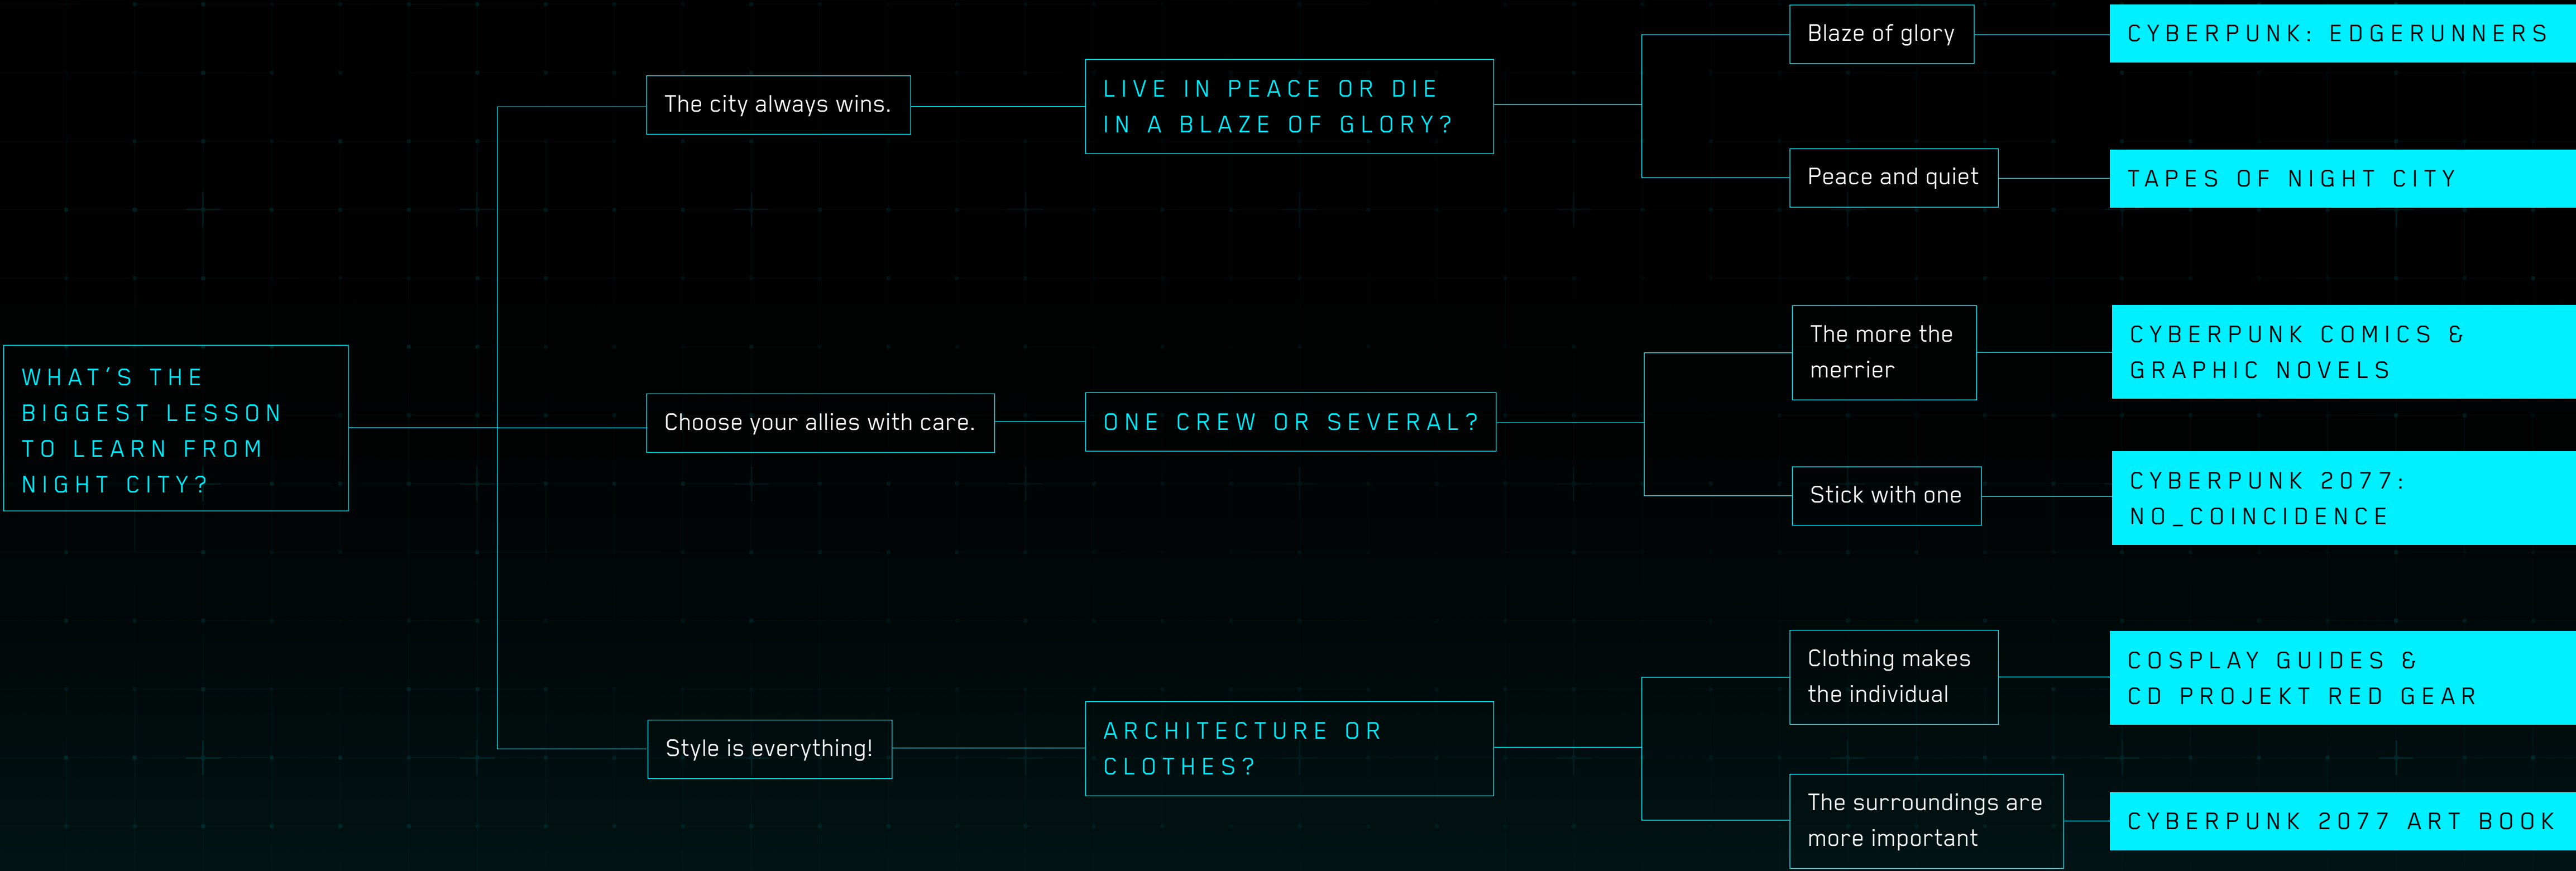 Blaze of glory
CYBERPUNK: EDGERUNNERS
The city always wins.
LIVE IN PEACE OR DIE
IN A BLAZE OF GLORY?
Peace and quiet
TAPES OF NIGHT CITY
WHAT'S THE
BIGGEST LESSON
TO LEARN FROM
NIGHT CITY?
Choose your allies with care.
ONE CREW OR SEVERAL?
The more the
merrier
CYBERPUNK COMICS &
GRAPHIC NOVELS
Stick with one
CYBERPUNK 2077:
NO_COINCIDENCE
Style is everything!
ARCHITECTURE OR
CLOTHES?
Clothing makes
the individual
COSPLAY GUIDES &
CD PROJEKT RED GEAR
The surroundings are
more important
CYBERPUNK 2077 ART BOOK